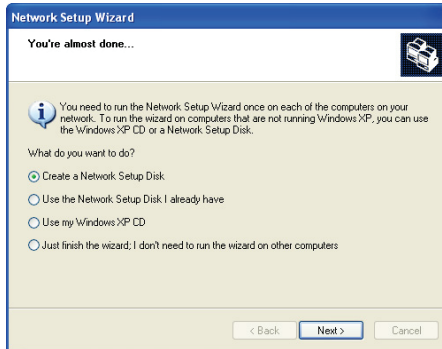 Network Setup Wizard
You're almost done...
You need to run the Network Setup Wizard once on each of the computers on your
network. To run the wizard on computers that are not running Windows XP, you can use
the Windows XP CD or a Network Setup Disk.
What do you want to do?
Create a Network Setup Disk
Use the Network Setup Disk I already have
Use my Windows XP CD
Just finish the wizard; I don't need to run the wizard on other computers
< Back Next > Cancel